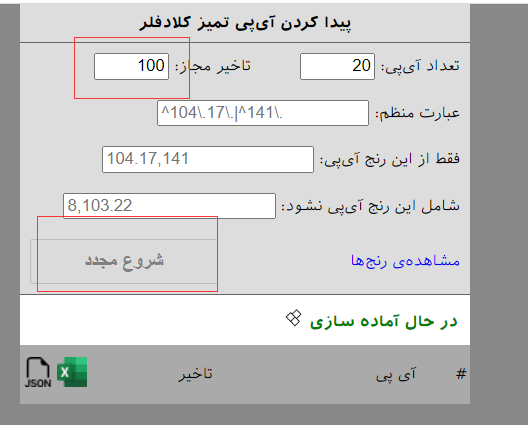 پیدا کردن آی‌پی تمیز کلادفلر
تعداد آی‌پی: 20 تاخیر مجاز: 100
عبارت منظم: ^104\.17\.|^141\.
فقط از این رنج آی‌پی: 104.17,141
شامل این رنج آی‌پی نشود: 8,103.22
مشاهده‌ی رنج‌ها شروع مجدد
در حال آماده سازی
# آی پی تاخیر JSON X